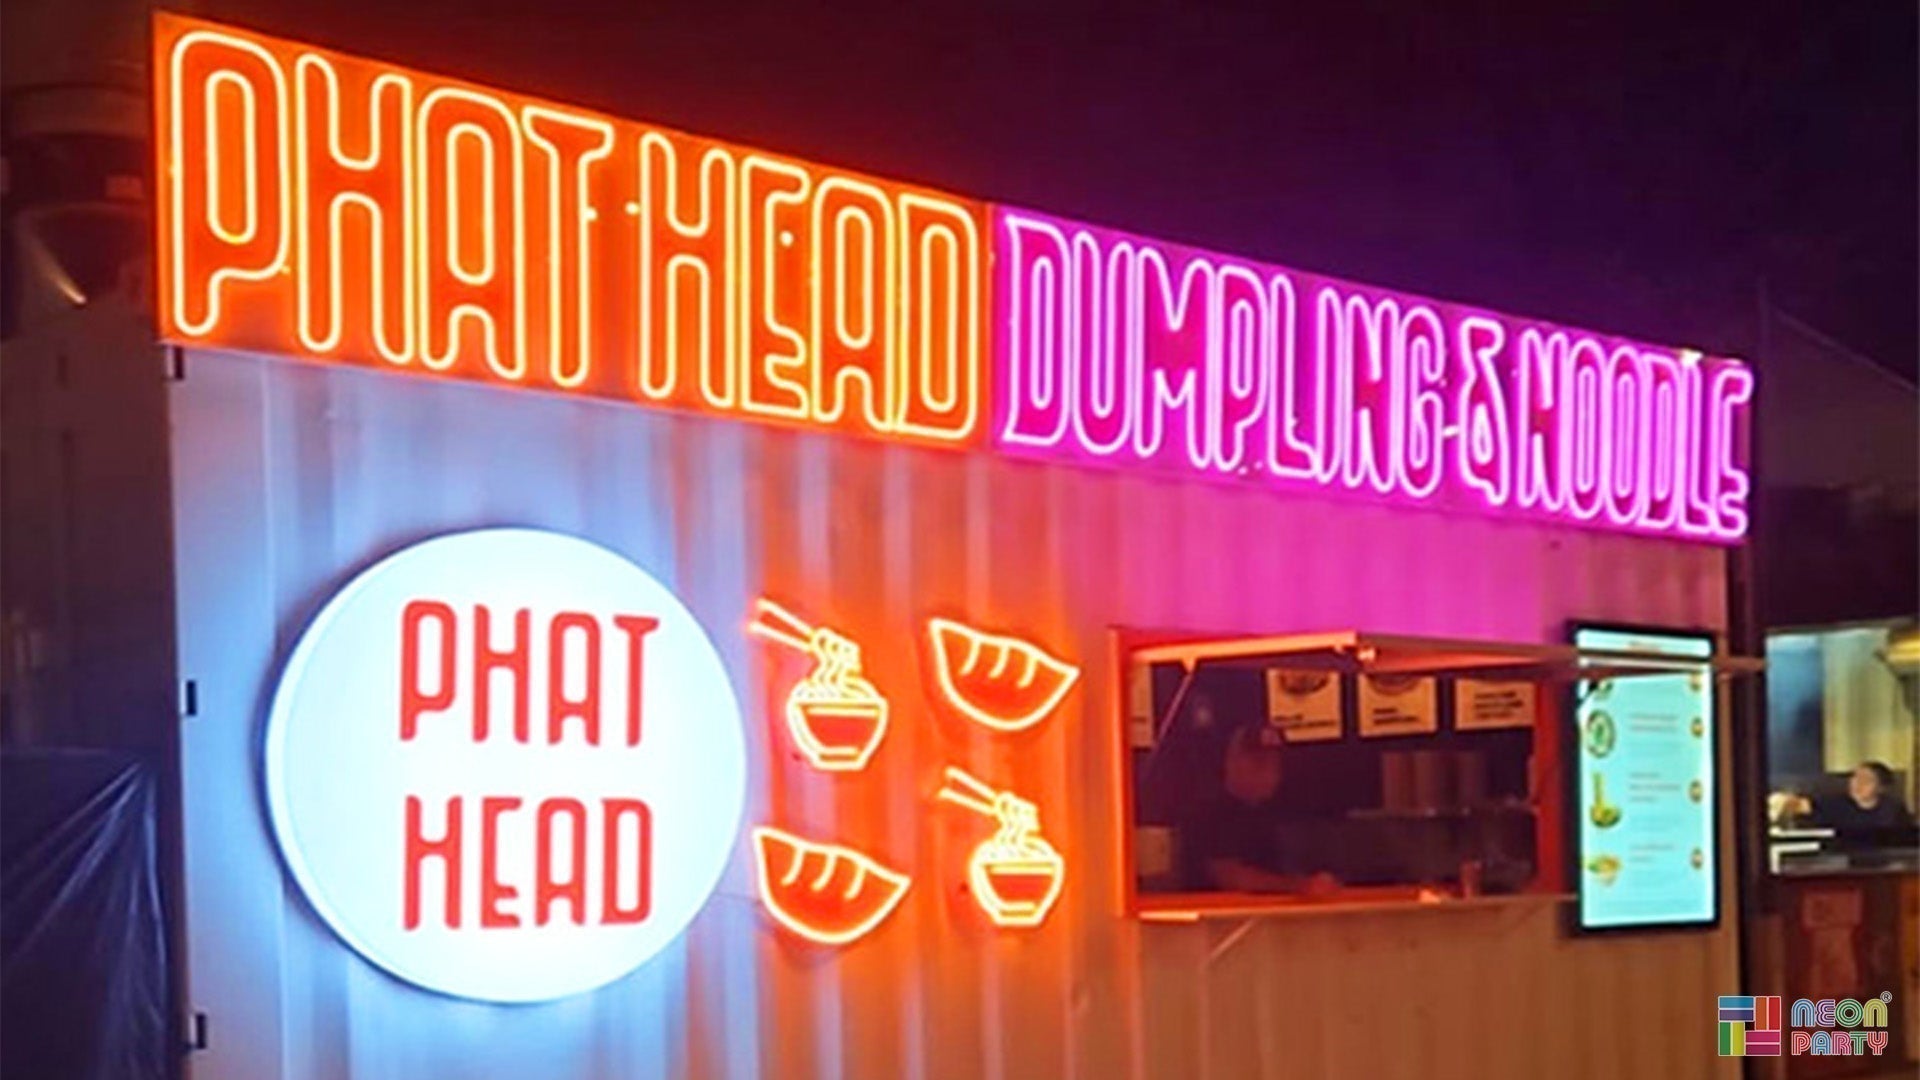 PHAT HEAD DUMPLING & NOODLE
PHAT
HEAD
NEON®
PARTY